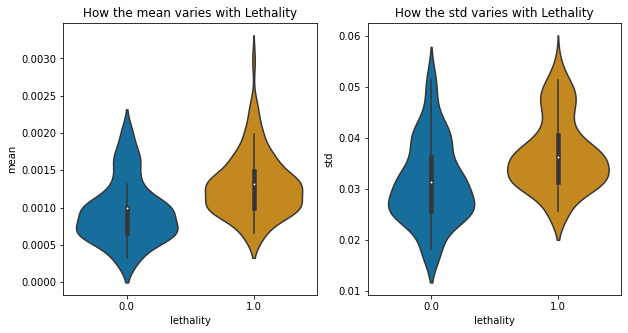 How the mean varies with Lethality
mean
0.0030
0.0025
0.0020
0.0015
0.0010
0.0005
0.0000
0.0 1.0
lethality
How the std varies with Lethality
std
0.06
0.05
0.04
0.03
0.02
0.01
0.0 1.0
lethality